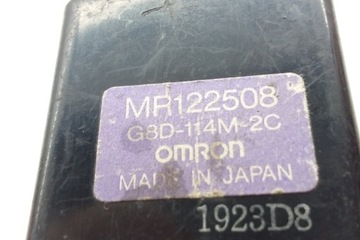 MR122508
G8D-114M-2C
OMRON
MADE IN JAPAN
1923D8